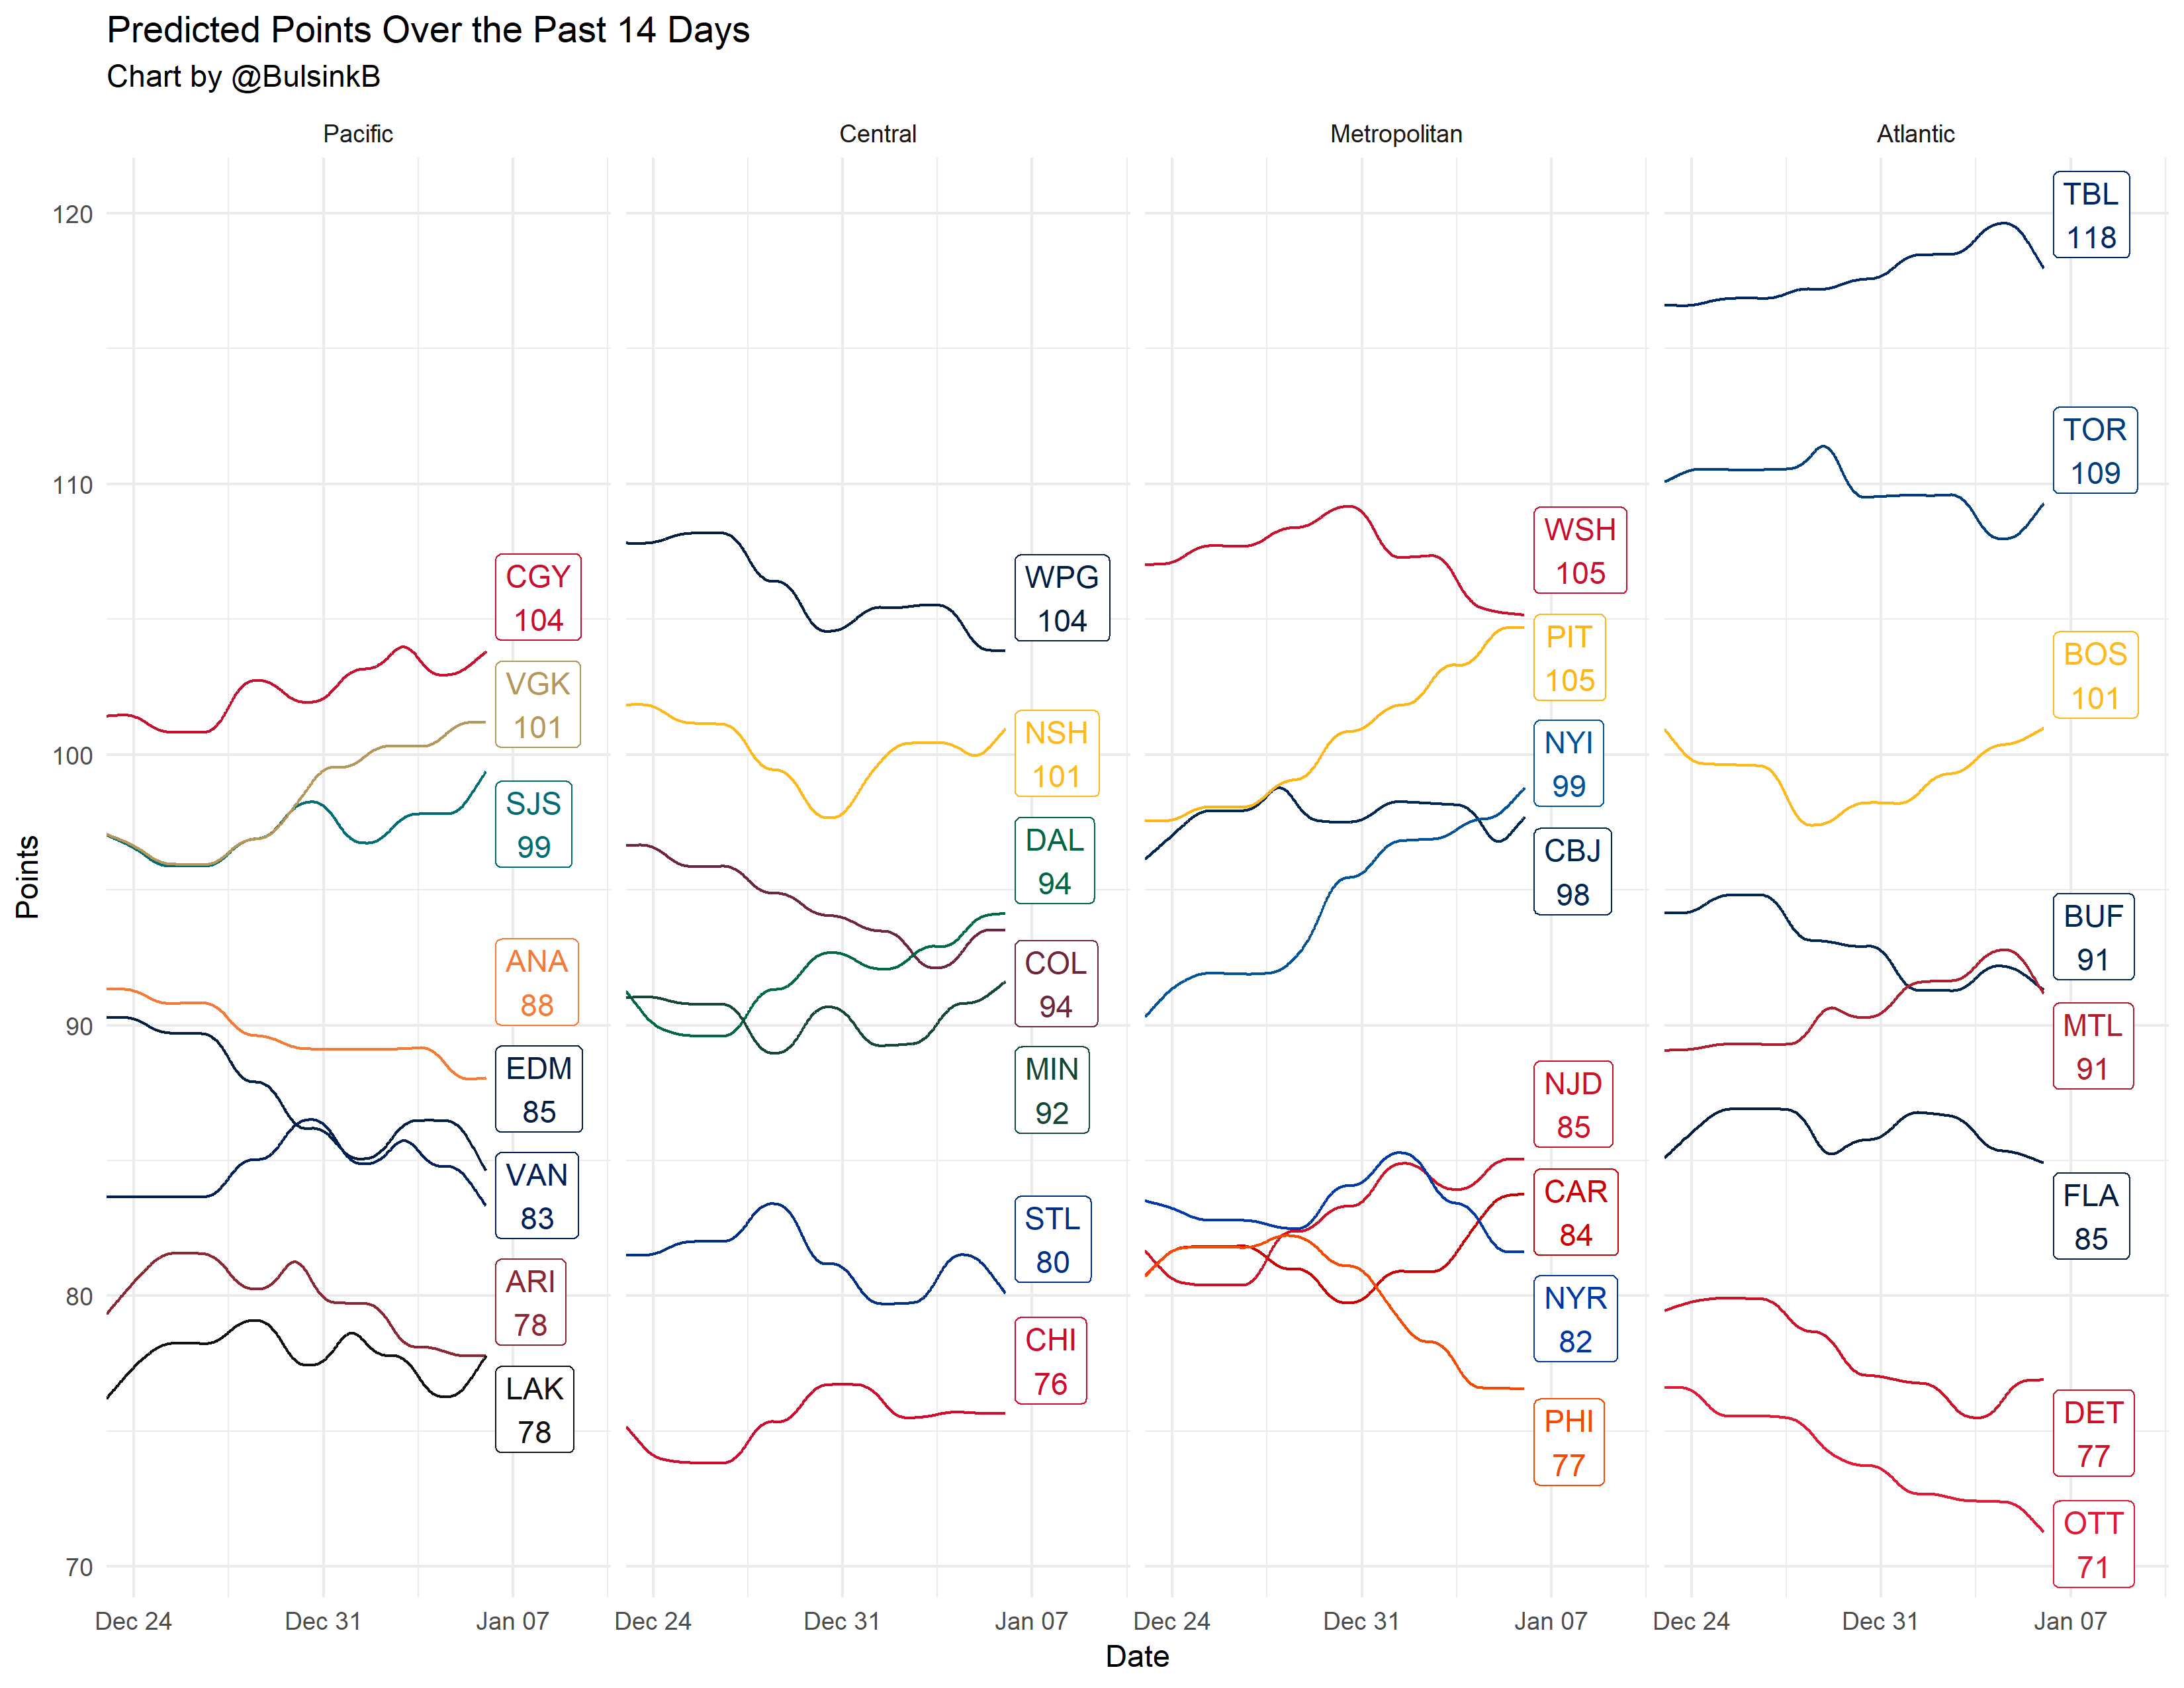 Predicted Points Over the Past 14 Days
Chart by @BulsinkB
Pacific
Central
Metropolitan
Atlantic
Points
120
110
100
90
80
70
CGY
104
VGK
101
SJS
99
ANA
88
EDM
85
VAN
83
ARI
78
LAK
78
WPG
104
NSH
101
DAL
94
COL
94
MIN
92
STL
80
CHI
76
WSH
105
PIT
105
NYI
99
CBJ
98
NJD
85
CAR
84
NYR
82
PHI
77
TBL
118
TOR
109
BOS
101
BUF
91
MTL
91
FLA
85
DET
77
OTT
71
Dec 24 Dec 31 Jan 07 Dec 24 Dec 31 Jan 07 Dec 24 Dec 31 Jan 07 Dec 24 Dec 31 Jan 07
Date